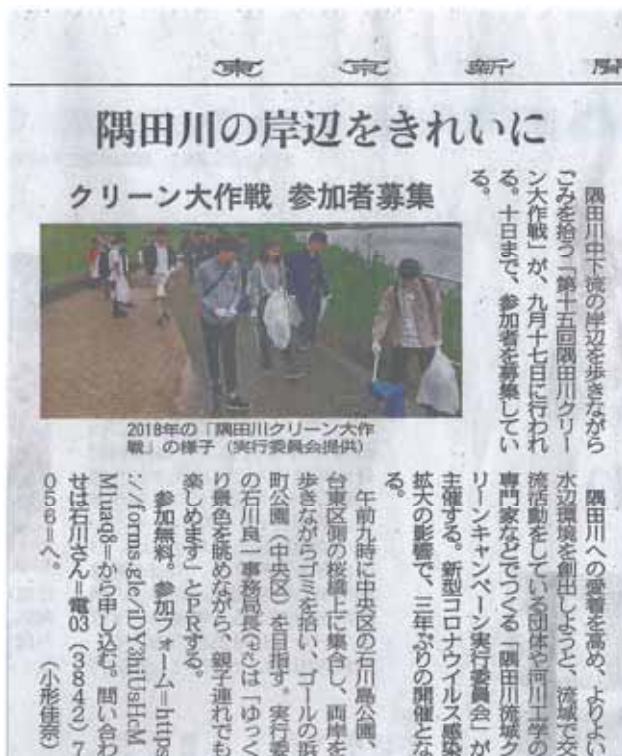 東京新聞
隅田川の岸辺をきれいに
クリーン大作戦 参加者募集
隅田川中下流の岸辺を歩きながら
ごみを拾う「第十五回隅田川クリー
ン大作戦」が、九月十七日に行われ
る。十日まで、参加者を募集してい
る。
2018年の「隅田川クリーン大作
戦」の様子(実行委員会提供)
隅田川への愛着を高め、よりよい
水辺環境を創出しようと、流域で
流活動をしている団体や河川工学
専門家などでつくる「隅田川流域ク
リーンキャンペーン実行委員会」が
主催する。新型コロナウイルス感染
拡大の影響で、三年ぶりの開催とな
る。
午前九時に中央区の石川島公園、
台東区側の桜橋上に集合し、両岸を
歩きながらゴミを拾い、ゴールの浜
町公園(中央区)を目指す。実行委
の石川良一事務局長は「ゆっく
り景色を眺めながら、親子連れでも
楽しめます」とPRする。
参加無料。参加フォーム=https
://forms.gle/
=から申し込む。問い合わ
せは石川さん=電03(3842)7
056=へ。
(小形佳奈)